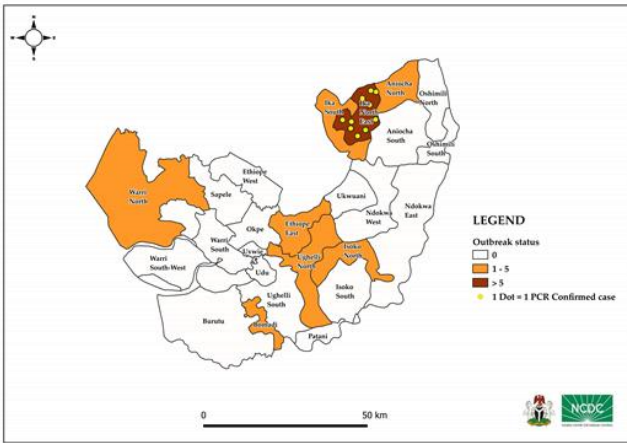 N
W
E
S
Aniocha
North
Oshimili
North
Ika
South
Ika
North
East
Aniocha
South
Oshimili
South
Ethiope
West
Warri
North
Sapele
Ukwuani
Ndokwa
West
Ndokwa
East
Okpe
Ethiope
East
Warri
South
Uvwie
Udu
Ughelli
North
Isoko
North
Warri
South-West
Isoko
South
Ughelli
South
Burutu
Bomadi
Patani
LEGEND
Outbreak status
0
1 - 5
> 5
1 Dot = 1 PCR Confirmed case
0
50 km
NCDC